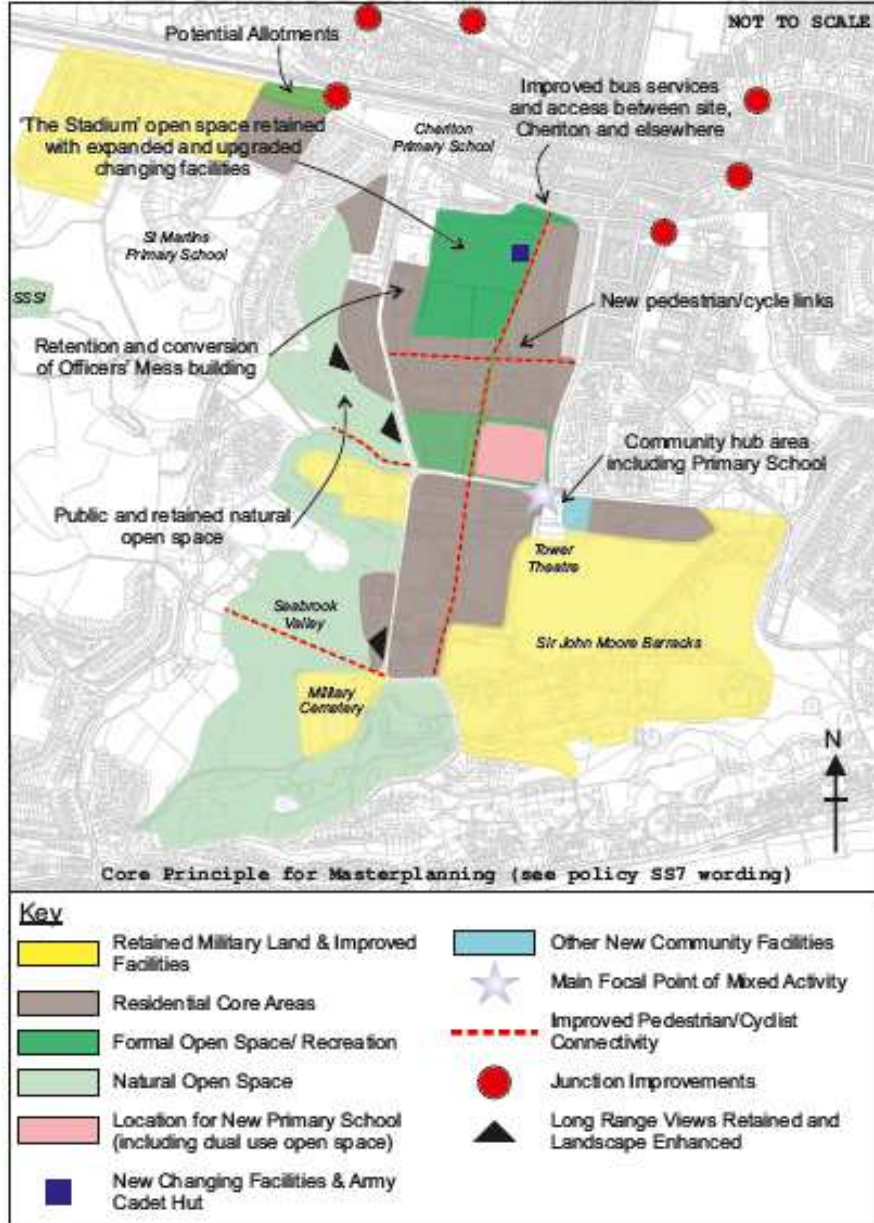 NOT TO SCALE
Potential Allotments
Improved bus services
and access between site,
Cheriton and elsewhere
'The Stadium' open space retained
with expanded and upgraded
changing facilities
Cheriton
Primary School
St Martins
Primary School
SSSI
New pedestrian/cycle links
Retention and conversion
of Officers' Mess building
Community hub area
including Primary School
Public and retained natural
open space
Tower
Theatre
Seabrook
Valley
Sir John Moore Barracks
Military
Cemetery
N
Core Principle for Masterplanning (see policy SS7 wording)
Key
Retained Military Land & Improved
Facilities
Residential Core Areas
Formal Open Space/ Recreation
Natural Open Space
Location for New Primary School
(including dual use open space)
New Changing Facilities & Army
Cadet Hut
Other New Community Facilities
Main Focal Point of Mixed Activity
Improved Pedestrian/Cyclist
Connectivity
Junction Improvements
Long Range Views Retained and
Landscape Enhanced